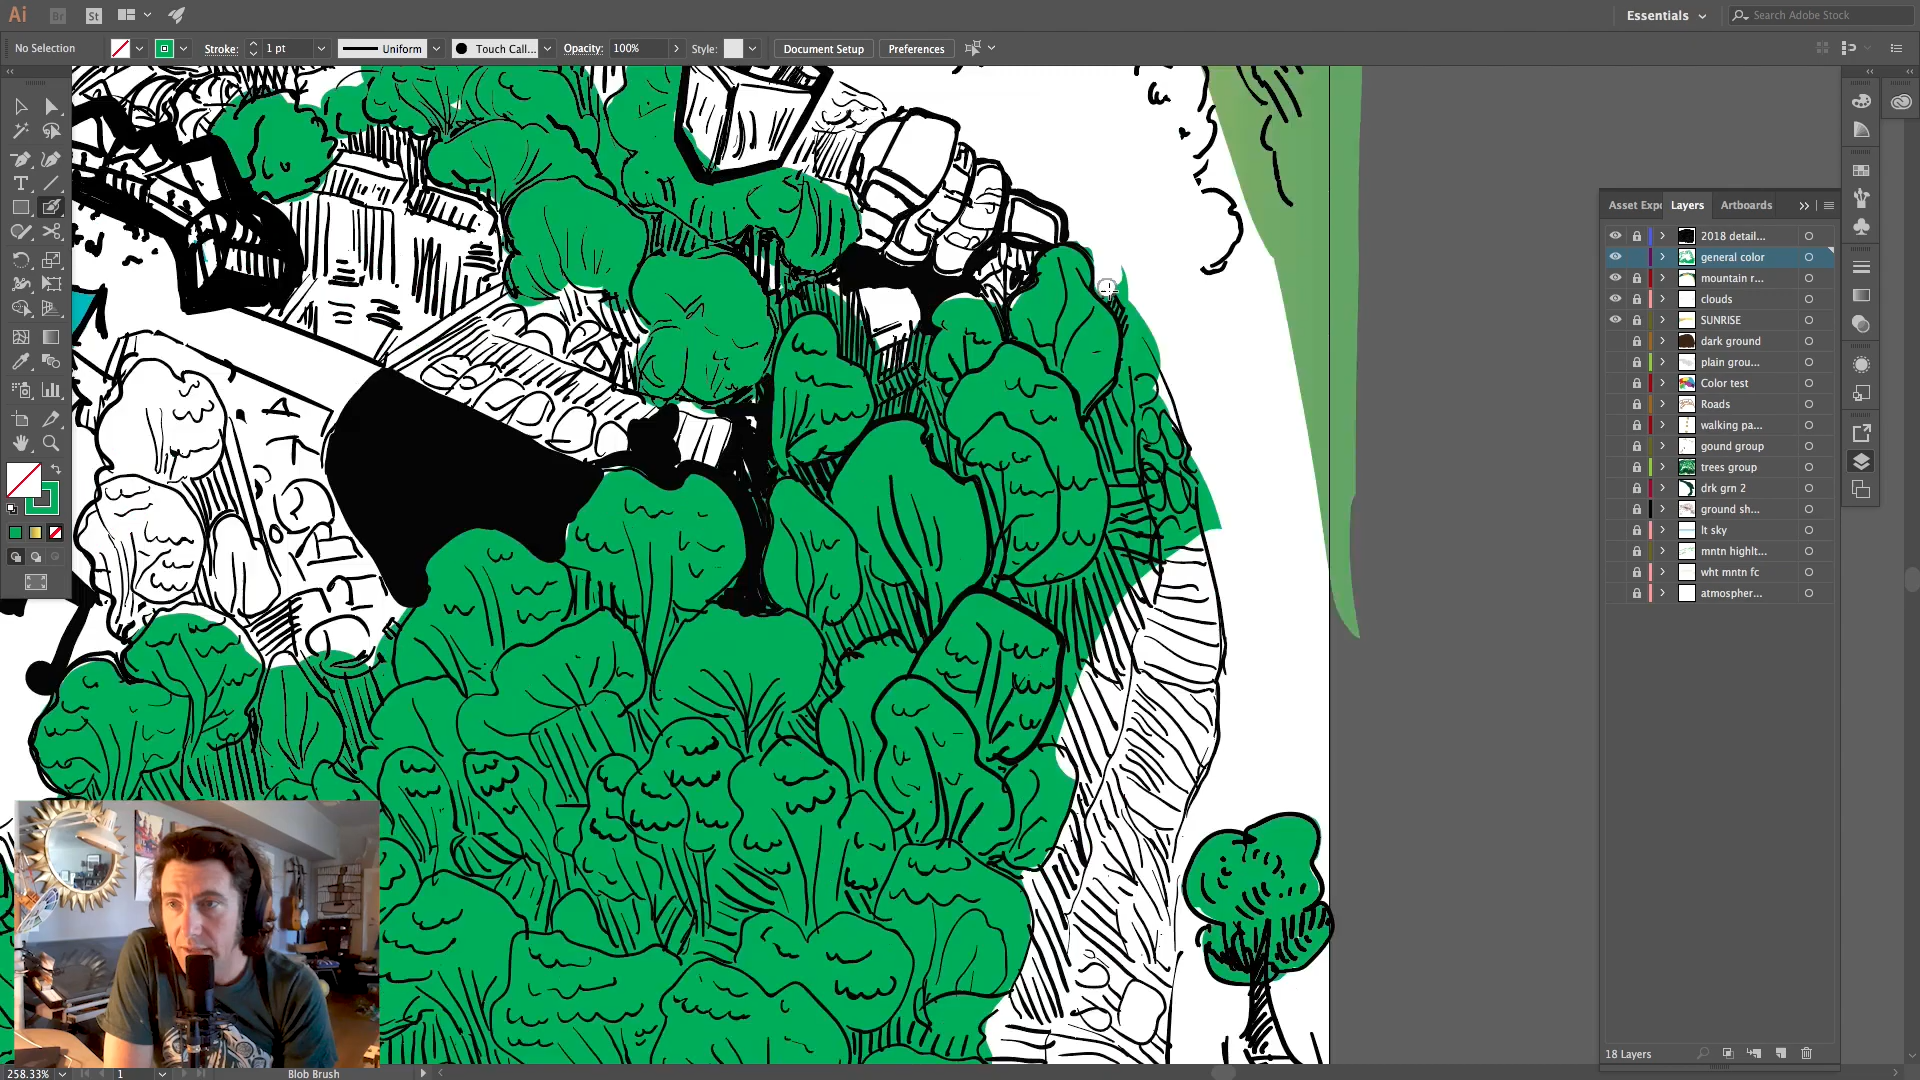 Ai Br St Essentials Search Adobe Stock
No Selection Stroke: 1 pt Uniform Touch Call... Opacity: 100% Style: Document Setup Preferences
Asset Expo Layers Artboards
2018 detail...
general color
mountain r...
clouds
SUNRISE
dark ground
plain grou...
Color test
Roads
walking pa...
gound group
trees group
drk grn 2
ground sh...
lt sky
mntn highlt...
wht mntn fc
atmospher...
18 Layers
258.33% 1 Blob Brush